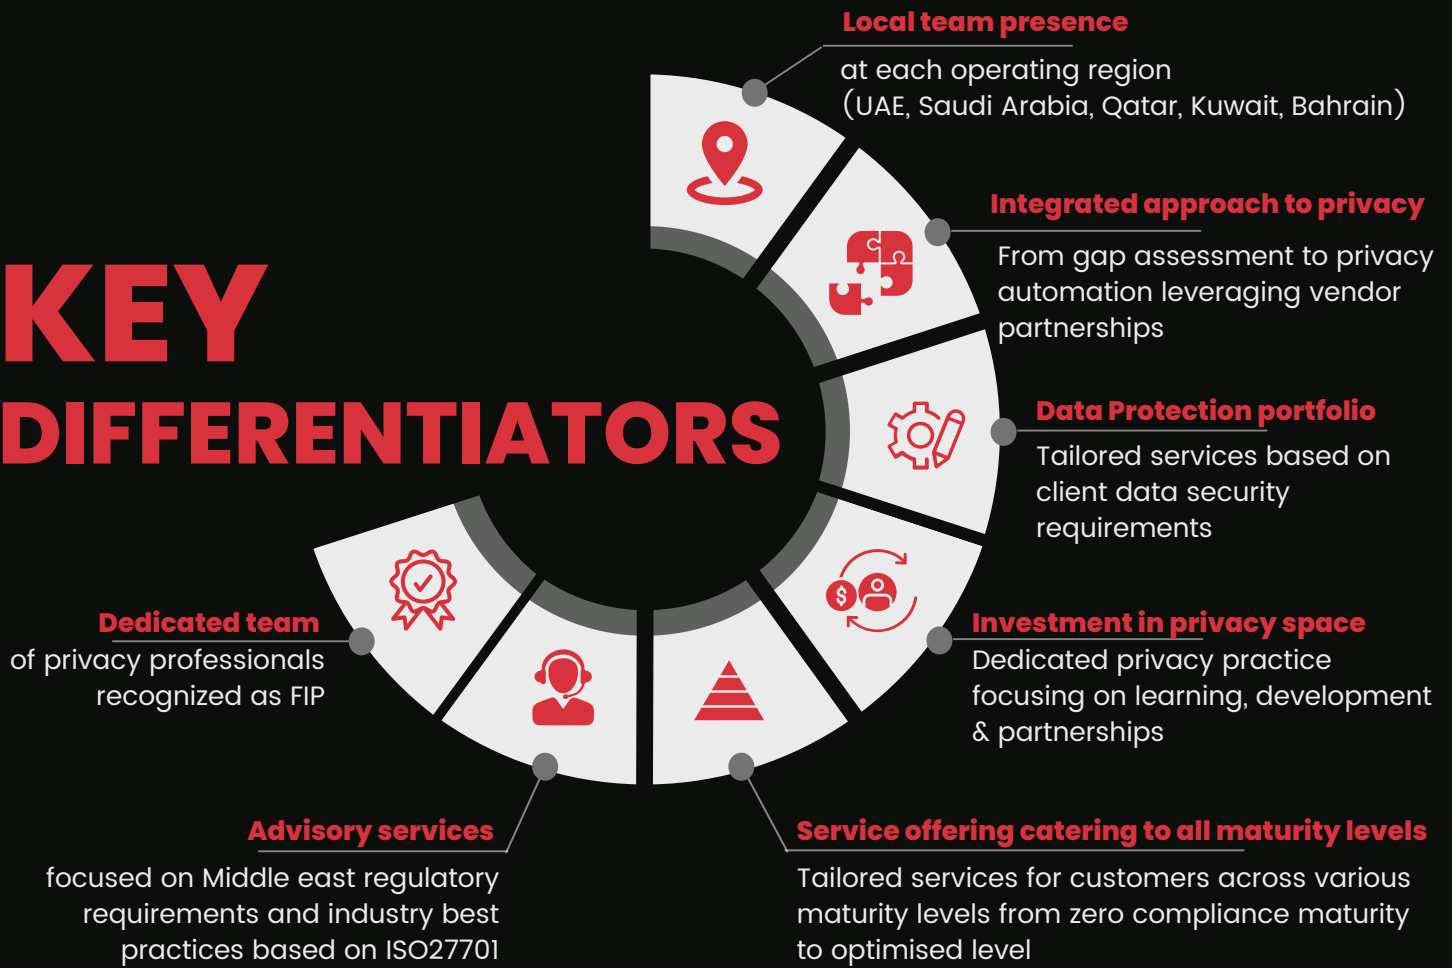 KEY
DIFFERENTIATORS
Local team presence
at each operating region
(UAE, Saudi Arabia, Qatar, Kuwait, Bahrain)
Integrated approach to privacy
From gap assessment to privacy
automation leveraging vendor
partnerships
Data Protection portfolio
Tailored services based on
client data security
requirements
Investment in privacy space
Dedicated privacy practice
focusing on learning, development
& partnerships
Service offering catering to all maturity levels
Tailored services for customers across various
maturity levels from zero compliance maturity
to optimised level
Advisory services
focused on Middle east regulatory
requirements and industry best
practices based on ISO27701
Dedicated team
of privacy professionals
recognized as FIP
$